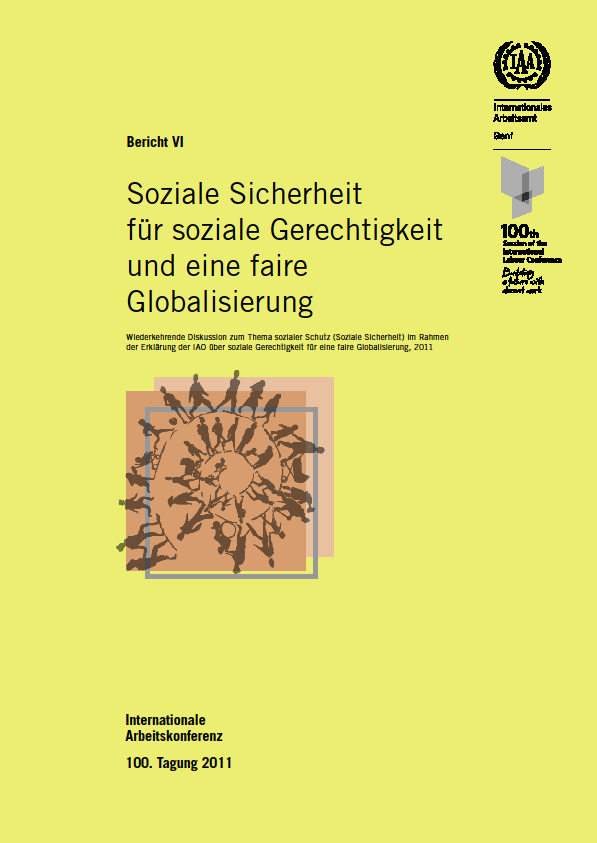 IAA
Internationales
Arbeitsamt
Genf
100th
Session of the
International
Labour Conference
Building
a future with
decent work
Bericht VI
Soziale Sicherheit
für soziale Gerechtigkeit
und eine faire
Globalisierung
Wiederkehrende Diskussion zum Thema sozialer Schutz (Soziale Sicherheit) im Rahmen
der Erklärung der IAO über soziale Gerechtigkeit für eine faire Globalisierung, 2011
Internationale
Arbeitskonferenz
100. Tagung 2011